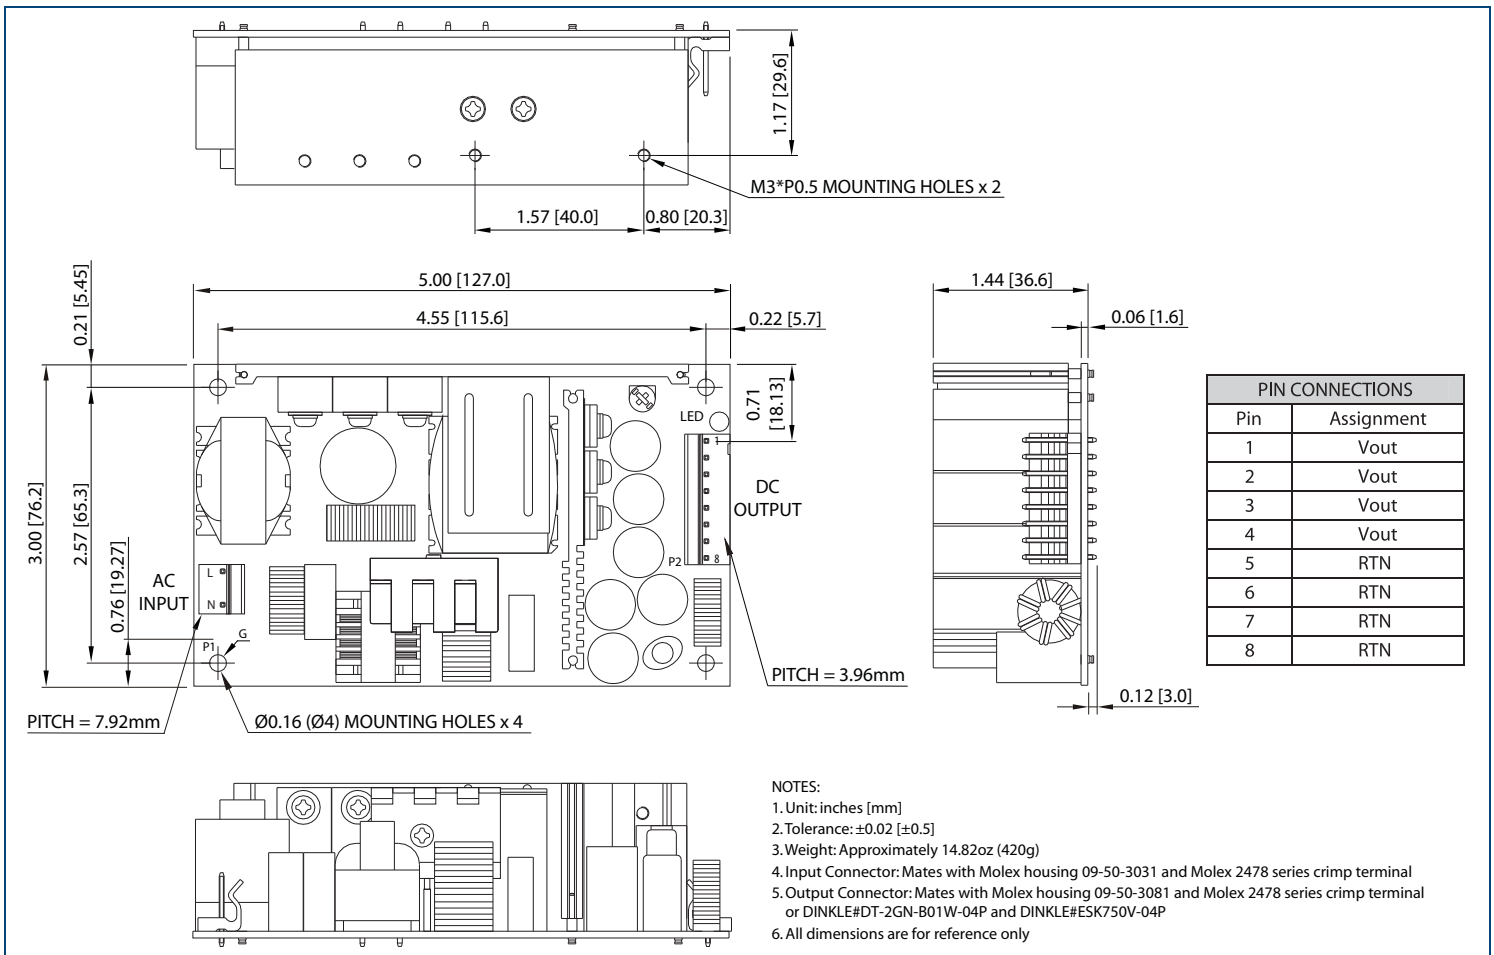 1.17 [29.6]
M3*P0.5 MOUNTING HOLES x 2
1.57 [40.0]
0.80 [20.3]
5.00 [127.0]
4.55 [115.6]
0.22 [5.7]
0.21 [5.45]
3.00 [76.2]
2.57 [65.3]
0.76 [19.27]
0.71
[18.13]
LED
1
DC
OUTPUT
P2
8
AC
INPUT
L
N
P1
G
PITCH = 7.92mm
Ø0.16 (Ø4) MOUNTING HOLES x 4
PITCH = 3.96mm
1.44 [36.6]
0.06 [1.6]
0.12 [3.0]
PIN CONNECTIONS
Pin Assignment
1 Vout
2 Vout
3 Vout
4 Vout
5 RTN
6 RTN
7 RTN
8 RTN
NOTES:
1. Unit: inches [mm]
2. Tolerance: ±0.02 [±0.5]
3. Weight: Approximately 14.82oz (420g)
4. Input Connector: Mates with Molex housing 09-50-3031 and Molex 2478 series crimp terminal
5. Output Connector: Mates with Molex housing 09-50-3081 and Molex 2478 series crimp terminal
or DINKLE#DT-2GN-B01W-04P and DINKLE#ESK750V-04P
6. All dimensions are for reference only